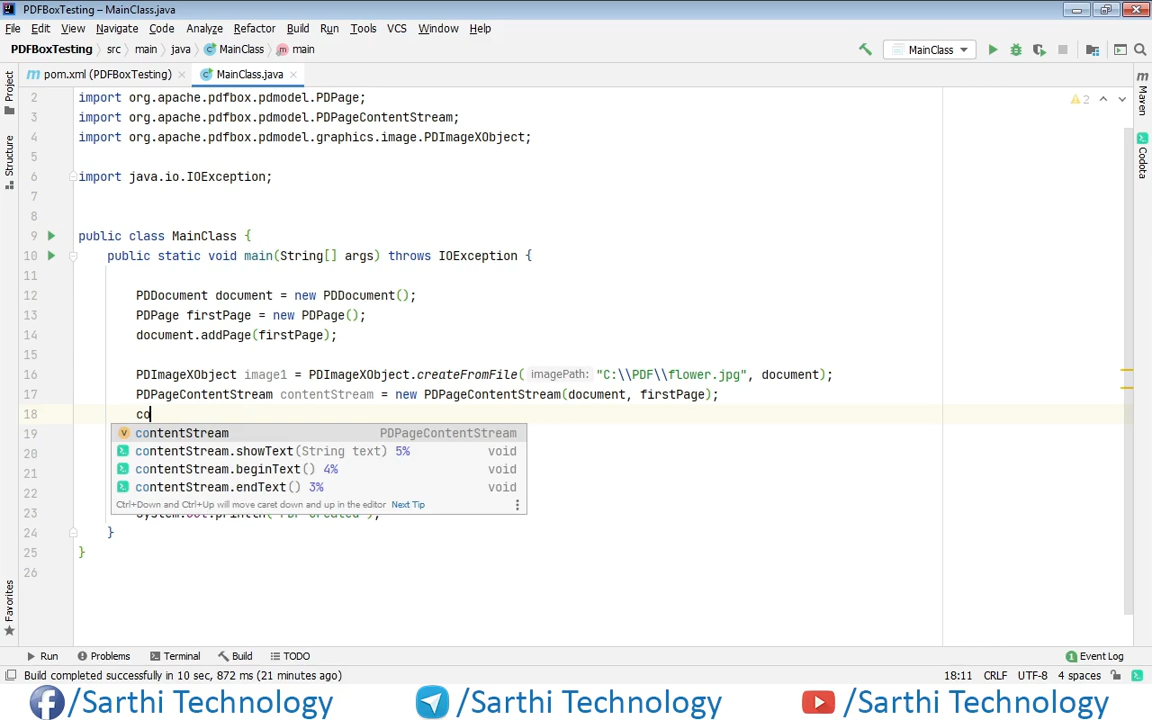 PDFBoxTesting – MainClass.java
File Edit View Navigate Code Analyze Refactor Build Run Tools VCS Window Help
PDFBoxTesting src main java MainClass main MainClass
pom.xml (PDFBoxTesting) MainClass.java
Project
Structure
Favorites
Maven
Codota
2 import org.apache.pdfbox.pdmodel.PDPage;
3 import org.apache.pdfbox.pdmodel.PDPageContentStream;
4 import org.apache.pdfbox.pdmodel.graphics.image.PDImageXObject;
5
6 import java.io.IOException;
7
8
9 public class MainClass {
10 public static void main(String[] args) throws IOException {
11
12 PDDocument document = new PDDocument();
13 PDPage firstPage = new PDPage();
14 document.addPage(firstPage);
15
16 PDImageXObject image1 = PDImageXObject.createFromFile( imagePath: "C:\\PDF\\flower.jpg", document);
17 PDPageContentStream contentStream = new PDPageContentStream(document, firstPage);
18 co
19
20
21
22
23
24 }
25 }
26
2
contentStream PDPageContentStream
contentStream.showText(String text) 5% void
contentStream.beginText() 4% void
contentStream.endText() 3% void
Ctrl+Down and Ctrl+Up will move caret down and up in the editor Next Tip
Run Problems Terminal Build TODO 1 Event Log
Build completed successfully in 10 sec, 872 ms (21 minutes ago) 18:11 CRLF UTF-8 4 spaces
/Sarthi Technology /Sarthi Technology /Sarthi Technology